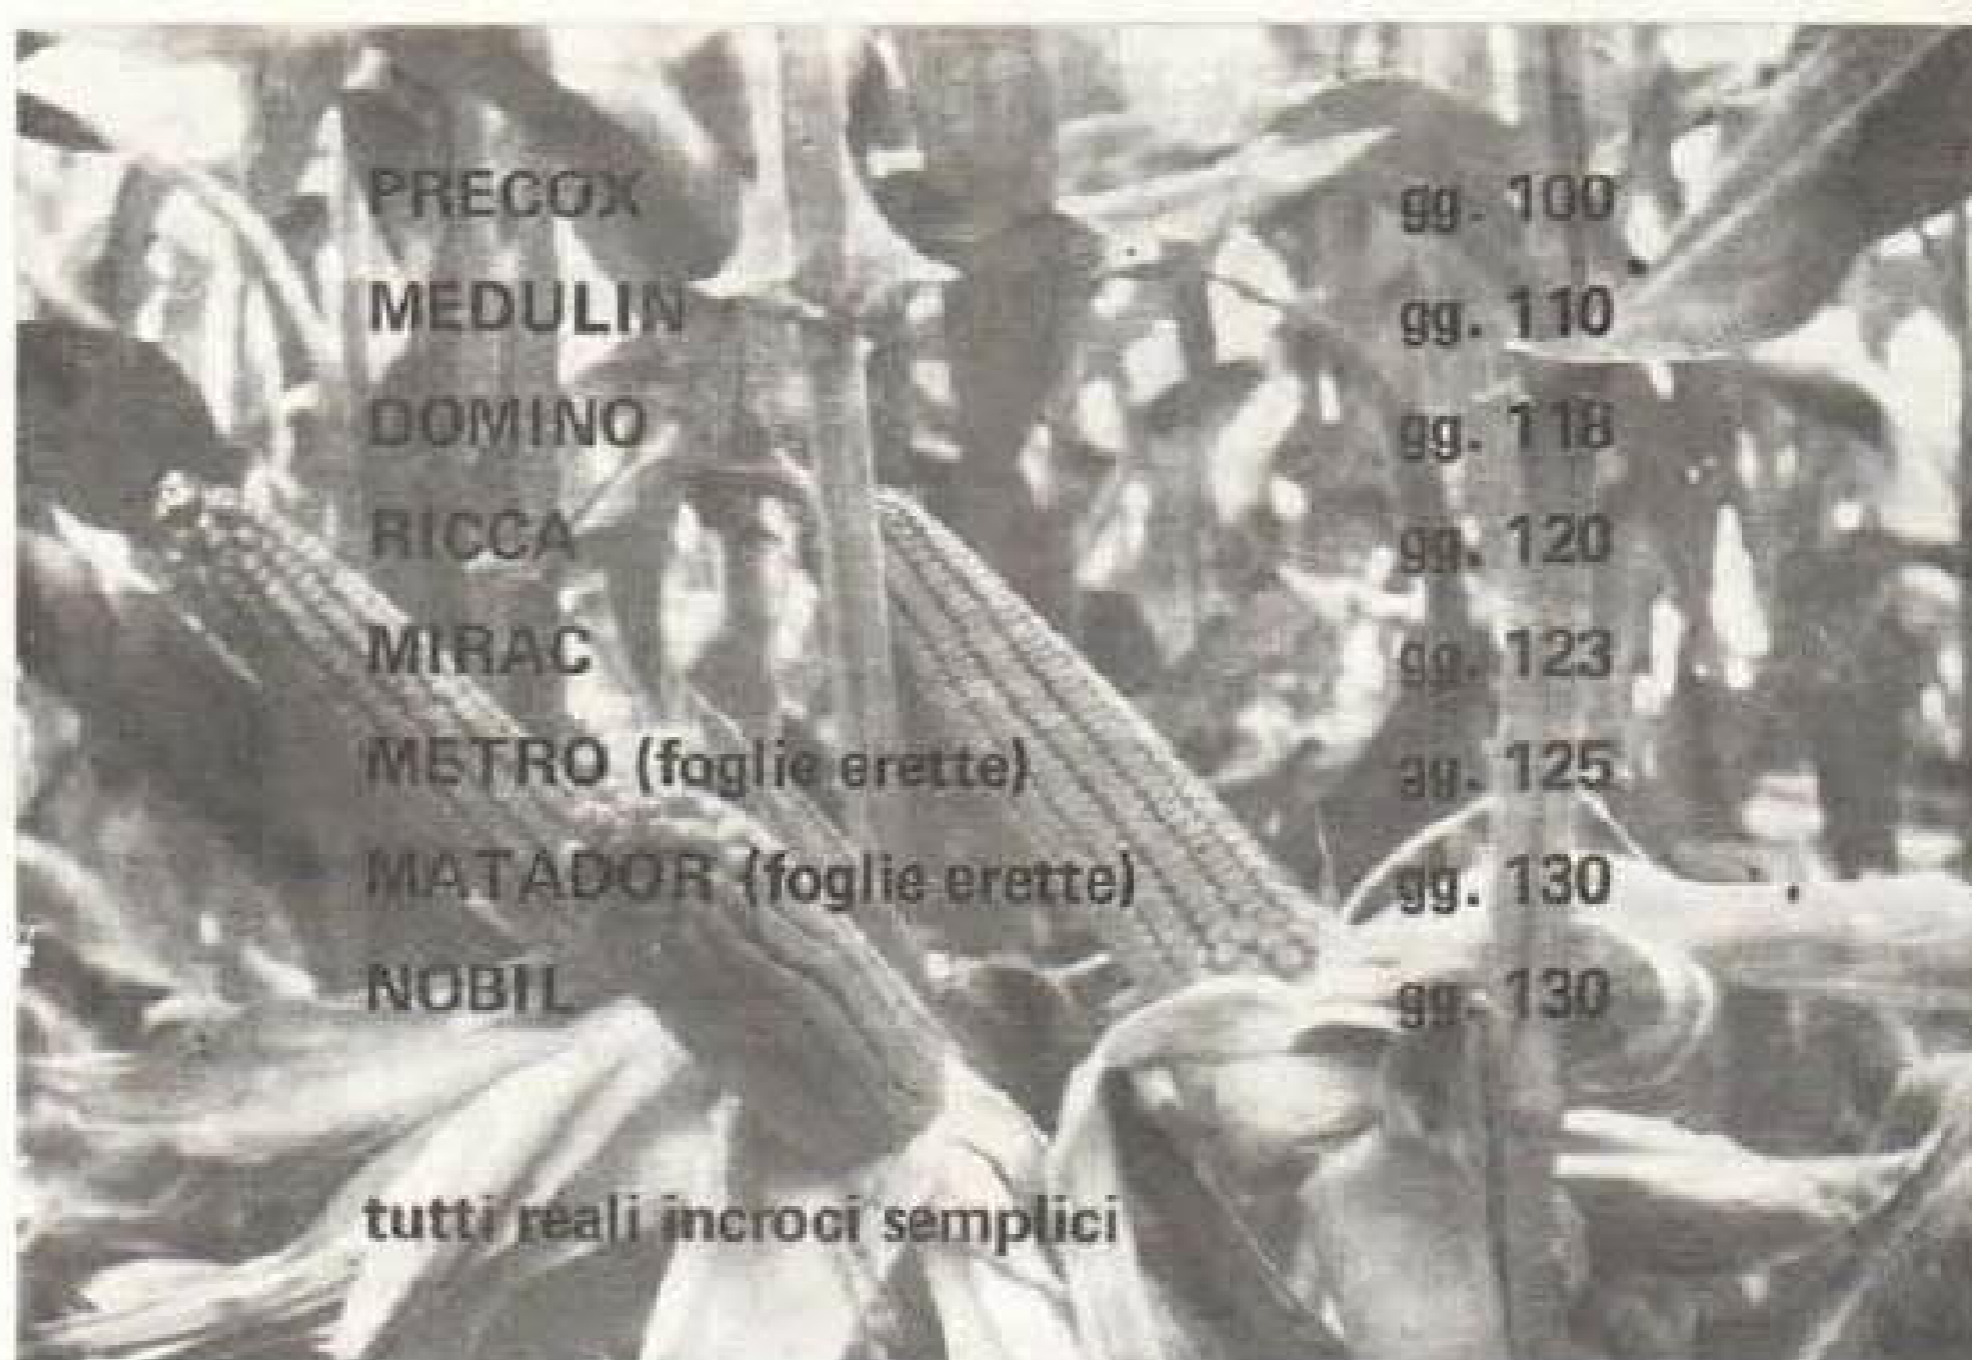 PRECOX gg. 100
MEDULIN gg. 110
DOMINO gg. 118
RICCA gg. 120
MIRAC gg. 123
METRO (foglie erette) gg. 125
MATADOR (foglie erette) gg. 130
NOBIL gg. 130
tutti reali incroci semplici